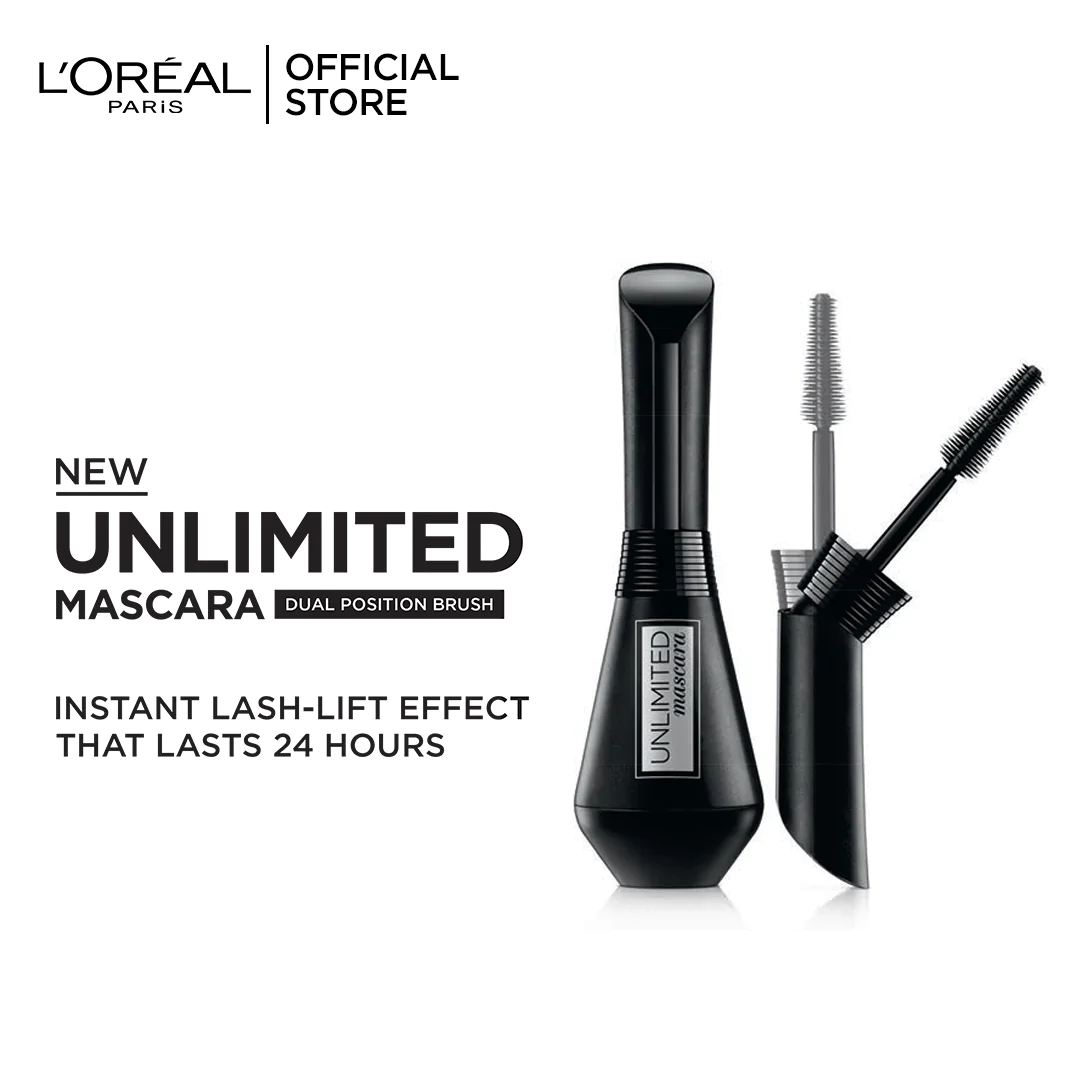 L'ORÉAL
PARiS
OFFICIAL
STORE
NEW
UNLIMITED
MASCARA DUAL POSITION BRUSH
INSTANT LASH-LIFT EFFECT
THAT LASTS 24 HOURS
UNLIMITED
mascara